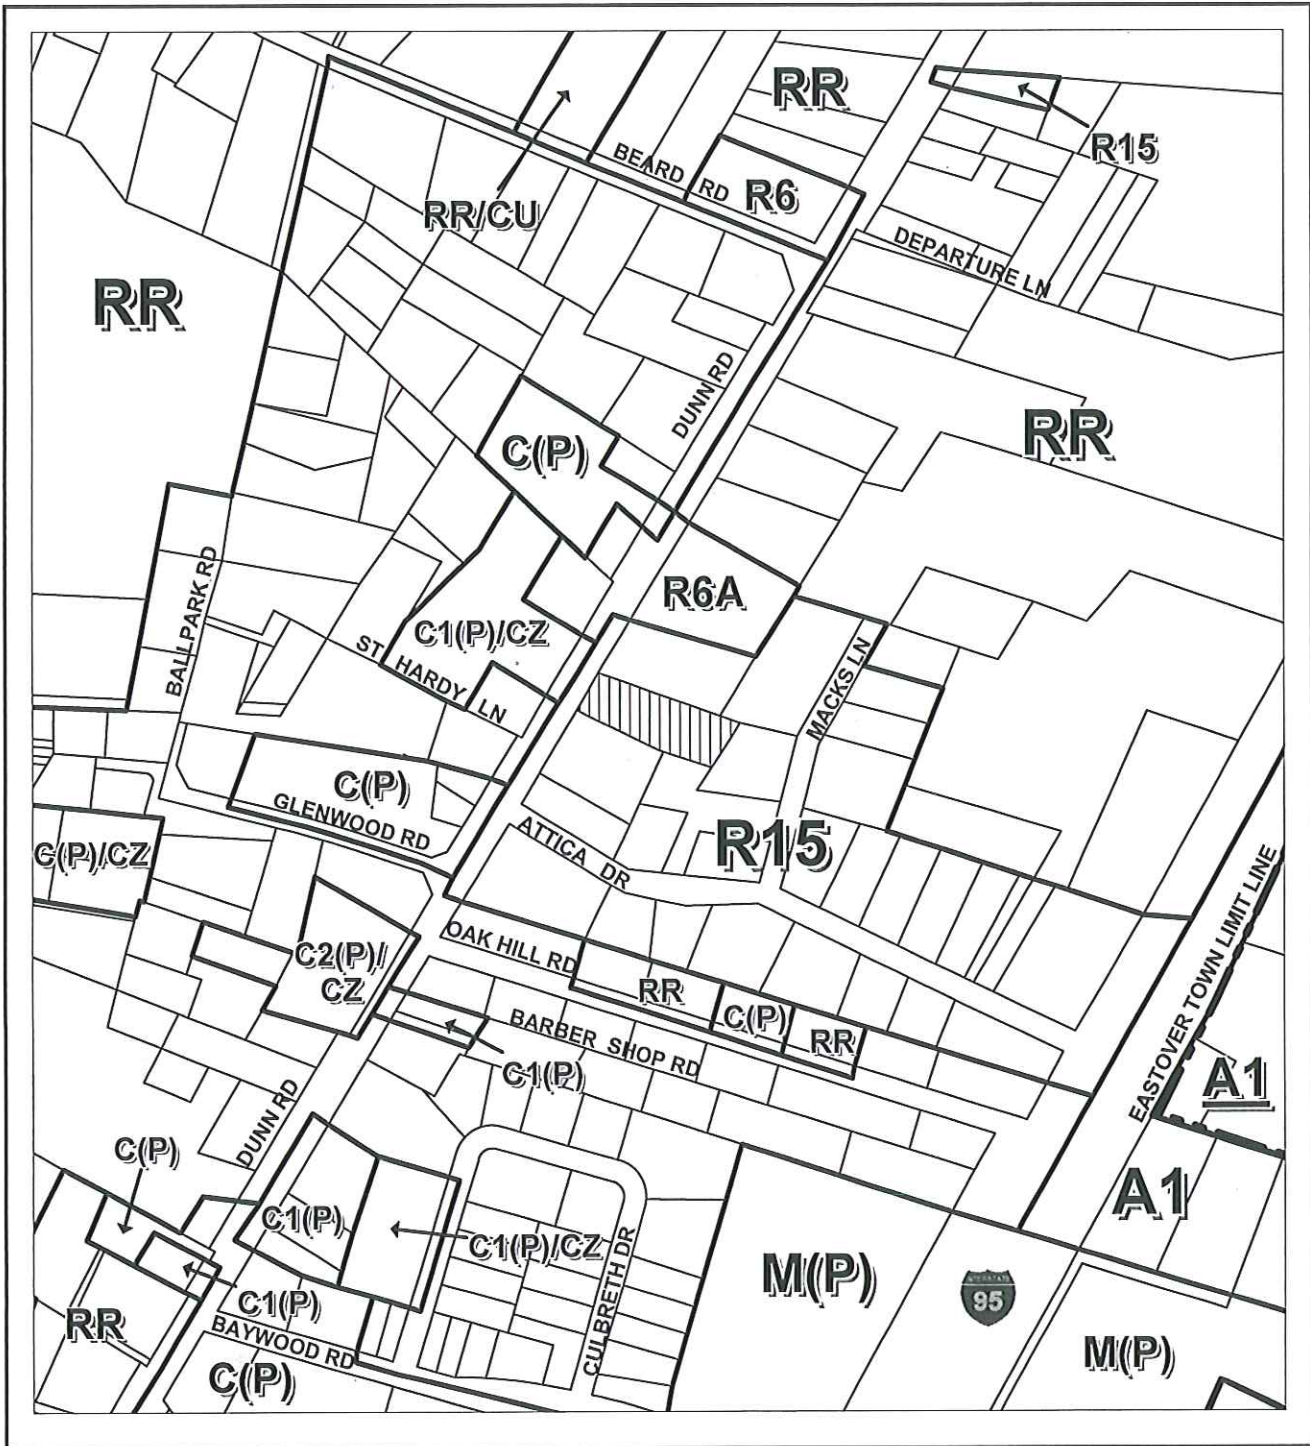 RR
R15
BEARD RD
R6
RR/CU
DEPARTURE LN
RR
DUNN RD
RR
C(P)
R6A
BALLPARK RD
C1(P)/CZ
ST HARDY LN
MACKS LN
C(P)
GLENWOOD RD
ATTICA DR
R15
C(P)/CZ
EASTOVER TOWN LIMIT LINE
OAK HILL RD
C2(P)/
CZ
RR
C(P)
RR
BARBER SHOP RD
C1(P)
A1
DUNN RD
C(P)
A1
C1(P)
C1(P)/CZ
CULBRETH DR
M(P)
INTERSTATE
95
C1(P)
RR
BAYWOOD RD
M(P)
C(P)